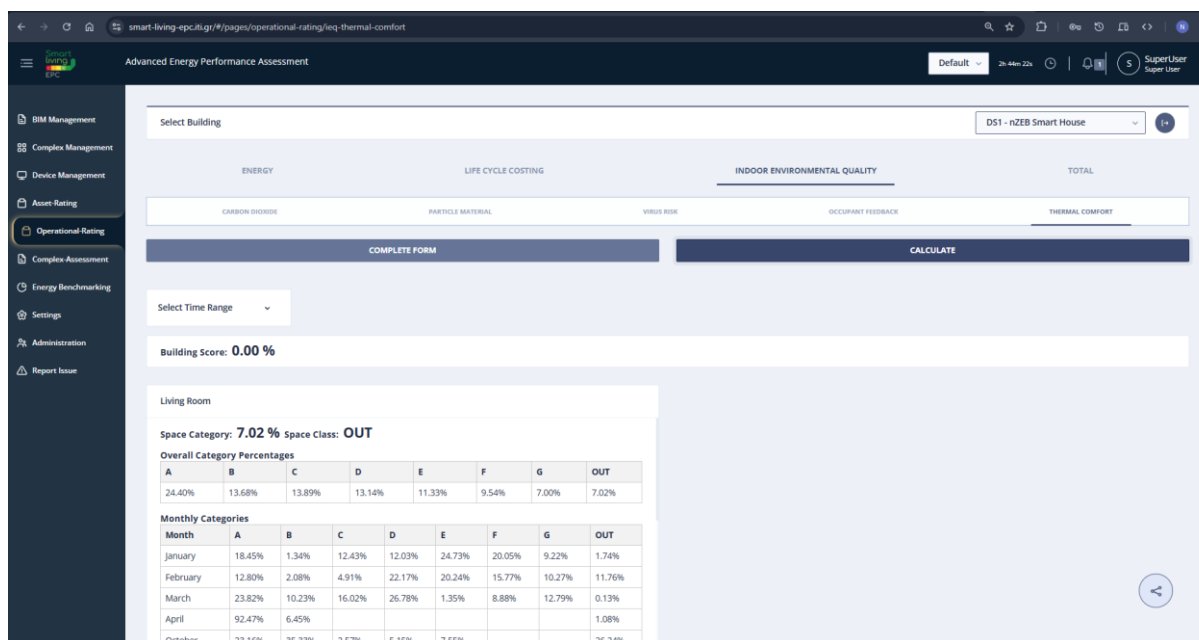 smart-living-epc.iti.gr/#/pages/operational-rating/ieq-thermal-comfort
N
Smart living EPC
Advanced Energy Performance Assessment
Default
2h 44m 22s
1
S
SuperUser
Super User
BIM Management
Complex Management
Device Management
Asset-Rating
Operational-Rating
Complex-Assessment
Energy Benchmarking
Settings
Administration
Report Issue
Select Building
DS1 - nZEB Smart House
ENERGY LIFE CYCLE COSTING INDOOR ENVIRONMENTAL QUALITY TOTAL
CARBON DIOXIDE PARTICLE MATERIAL VIRUS RISK OCCUPANT FEEDBACK THERMAL COMFORT
COMPLETE FORM CALCULATE
Select Time Range
Building Score: 0.00 %
Living Room
Space Category: 7.02 % Space Class: OUT
Overall Category Percentages
A B C D E F G OUT
24.40% 13.68% 13.89% 13.14% 11.33% 9.54% 7.00% 7.02%
Monthly Categories
Month A B C D E F G OUT
January 18.45% 1.34% 12.43% 12.03% 24.73% 20.05% 9.22% 1.74%
February 12.80% 2.08% 4.91% 22.17% 20.24% 15.77% 10.27% 11.76%
March 23.82% 10.23% 16.02% 26.78% 1.35% 8.88% 12.79% 0.13%
April 92.47% 6.45% 1.08%
October